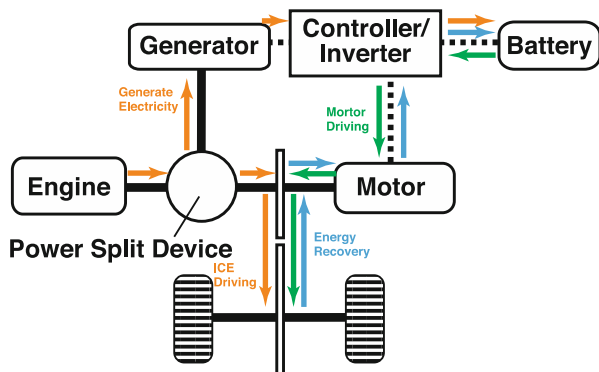 Generator
Controller/
Inverter
Battery
Generate
Electricity
Mortor
Driving
Engine
Motor
Power Split Device
Energy
Recovery
ICE
Driving